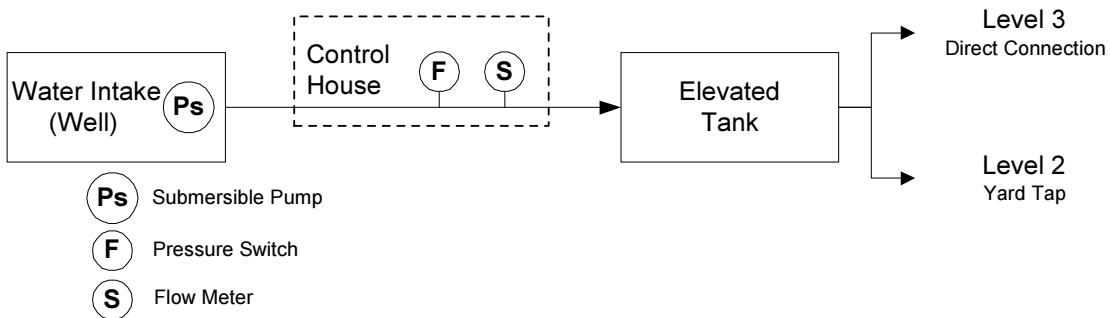 Water Intake
(Well)
Ps
Control
House
F
S
Elevated
Tank
Level 3
Direct Connection
Level 2
Yard Tap
Ps Submersible Pump
F Pressure Switch
S Flow Meter